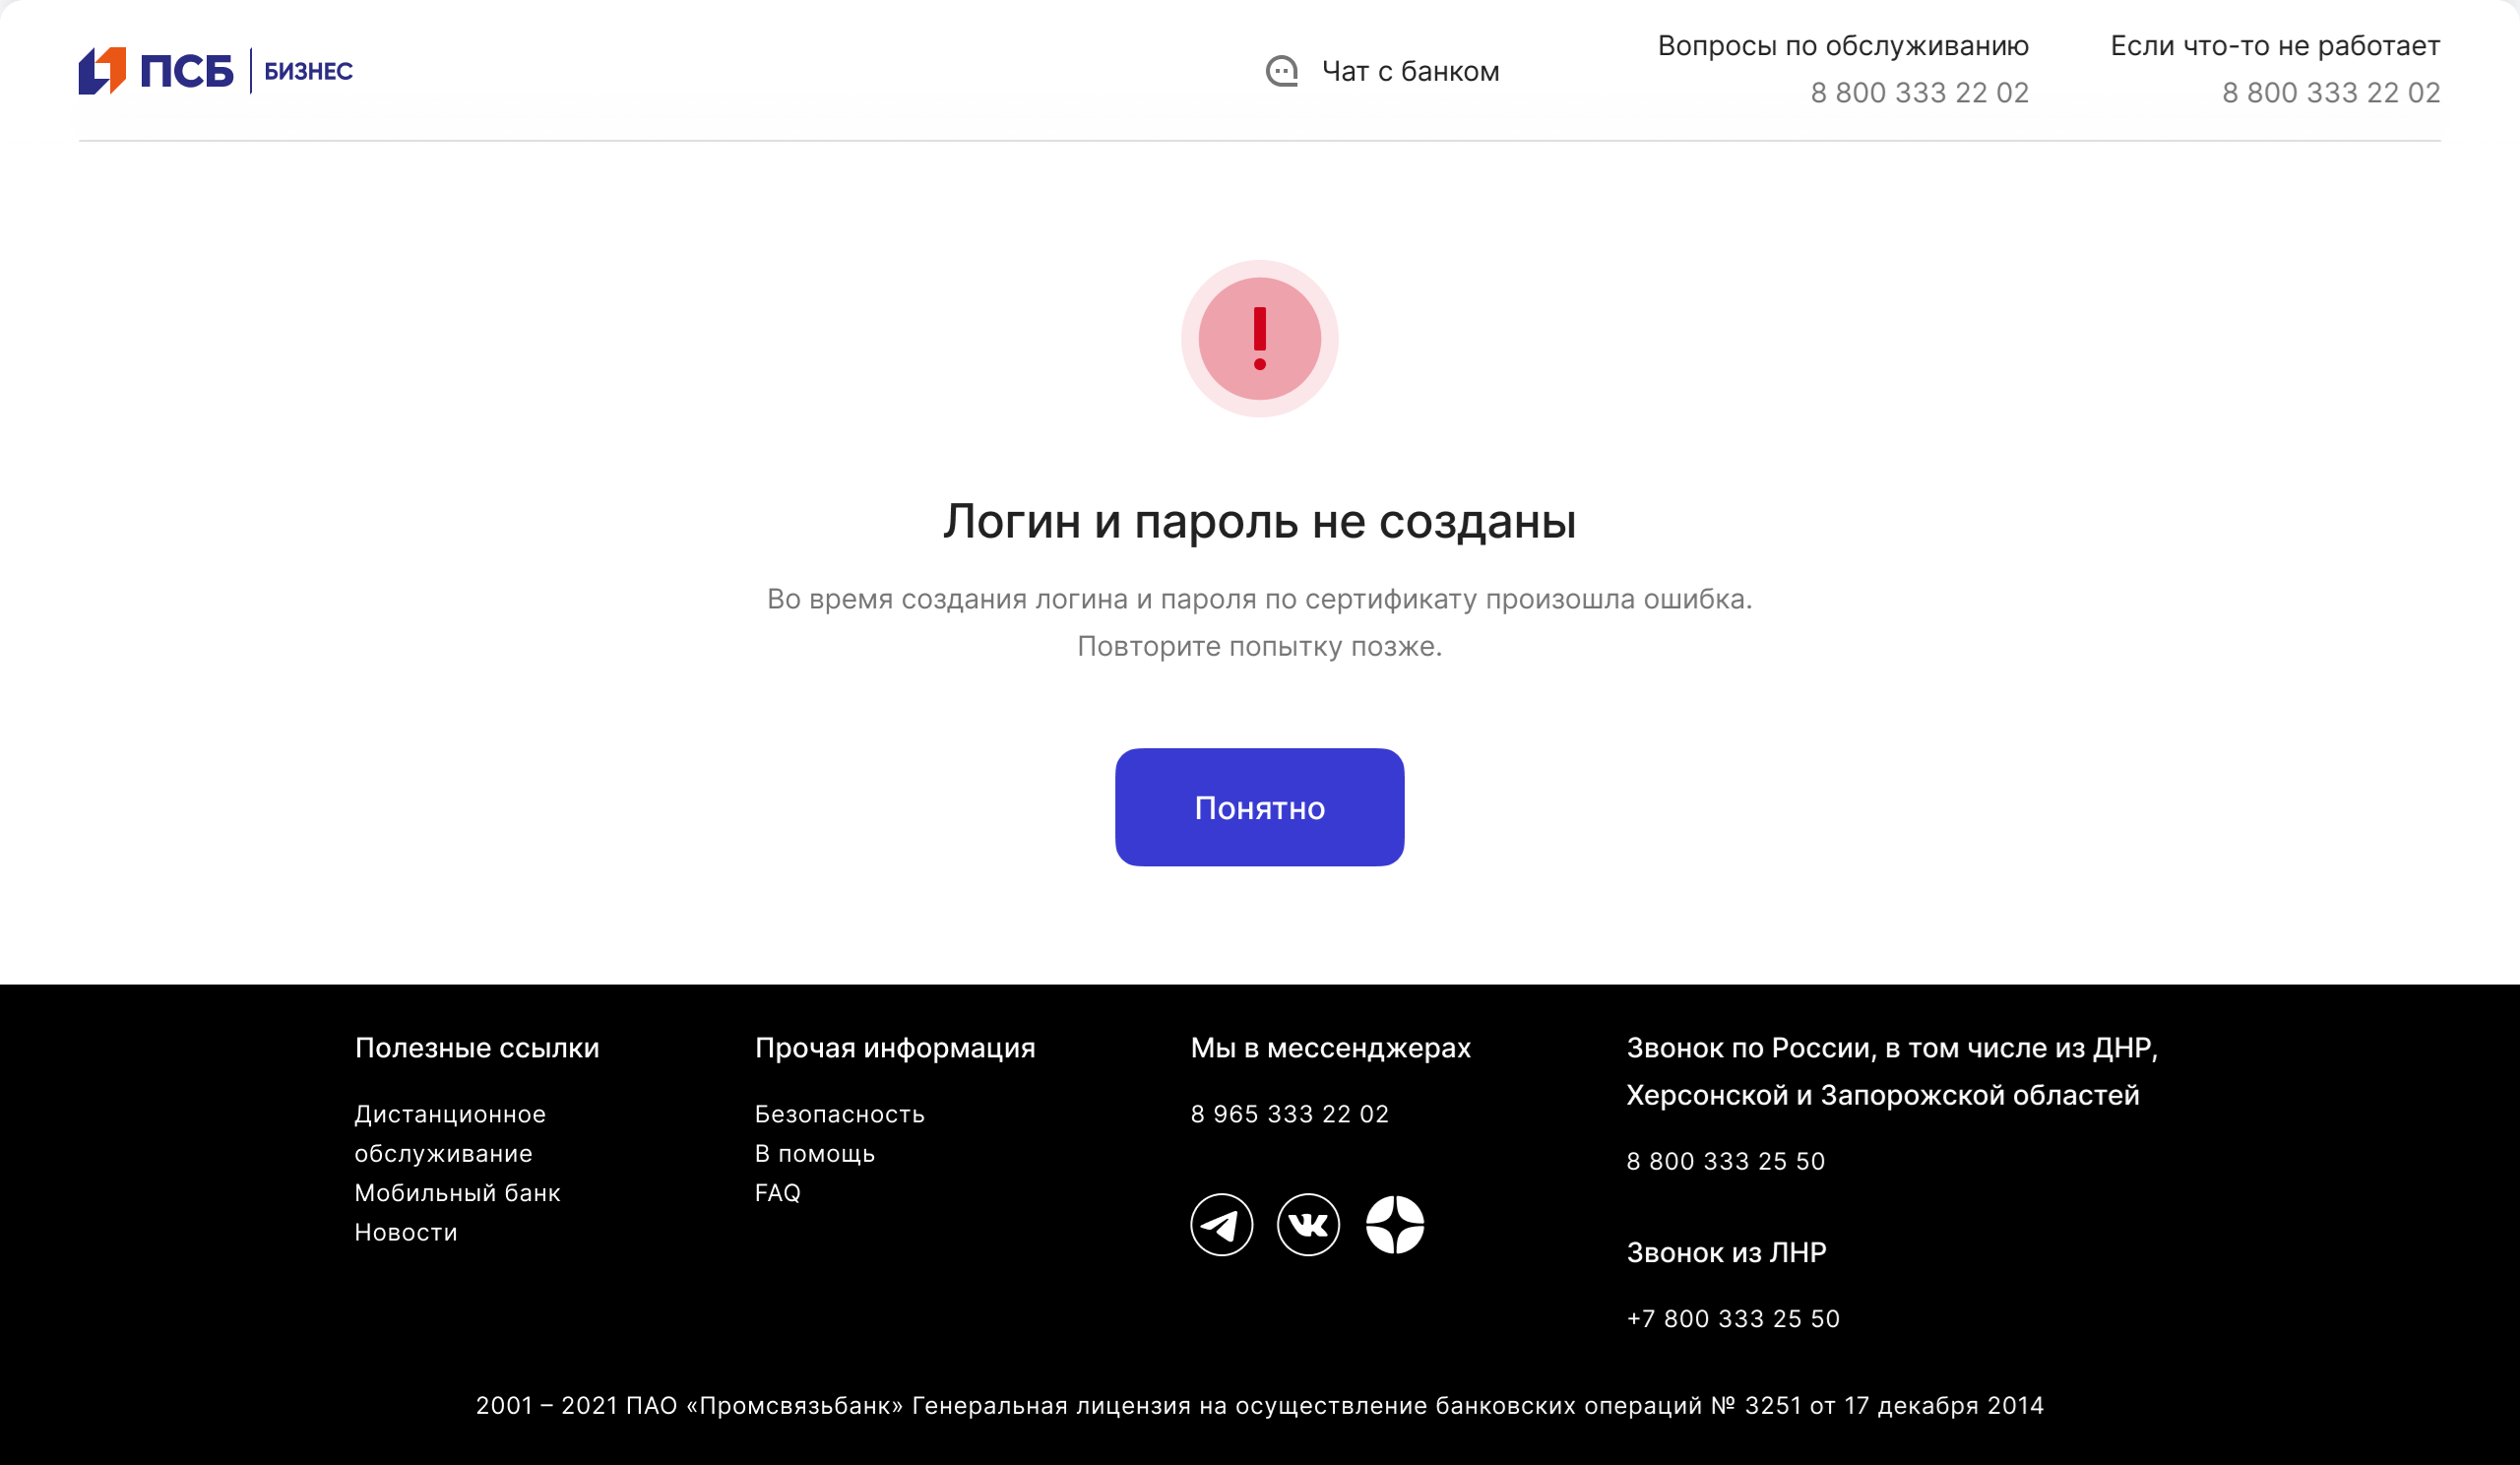 ПСБ БИЗНЕС
Чат с банком
Вопросы по обслуживанию
8 800 333 22 02
Если что-то не работает
8 800 333 22 02
Логин и пароль не созданы
Во время создания логина и пароля по сертификату произошла ошибка.
Повторите попытку позже.
Понятно
Полезные ссылки
Дистанционное
обслуживание
Мобильный банк
Новости
Прочая информация
Безопасность
В помощь
FAQ
Мы в мессенджерах
8 965 333 22 02
Звонок по России, в том числе из ДНР,
Херсонской и Запорожской областей
8 800 333 25 50
Звонок из ЛНР
+7 800 333 25 50
2001 – 2021 ПАО «Промсвязьбанк» Генеральная лицензия на осуществление банковских операций № 3251 от 17 декабря 2014